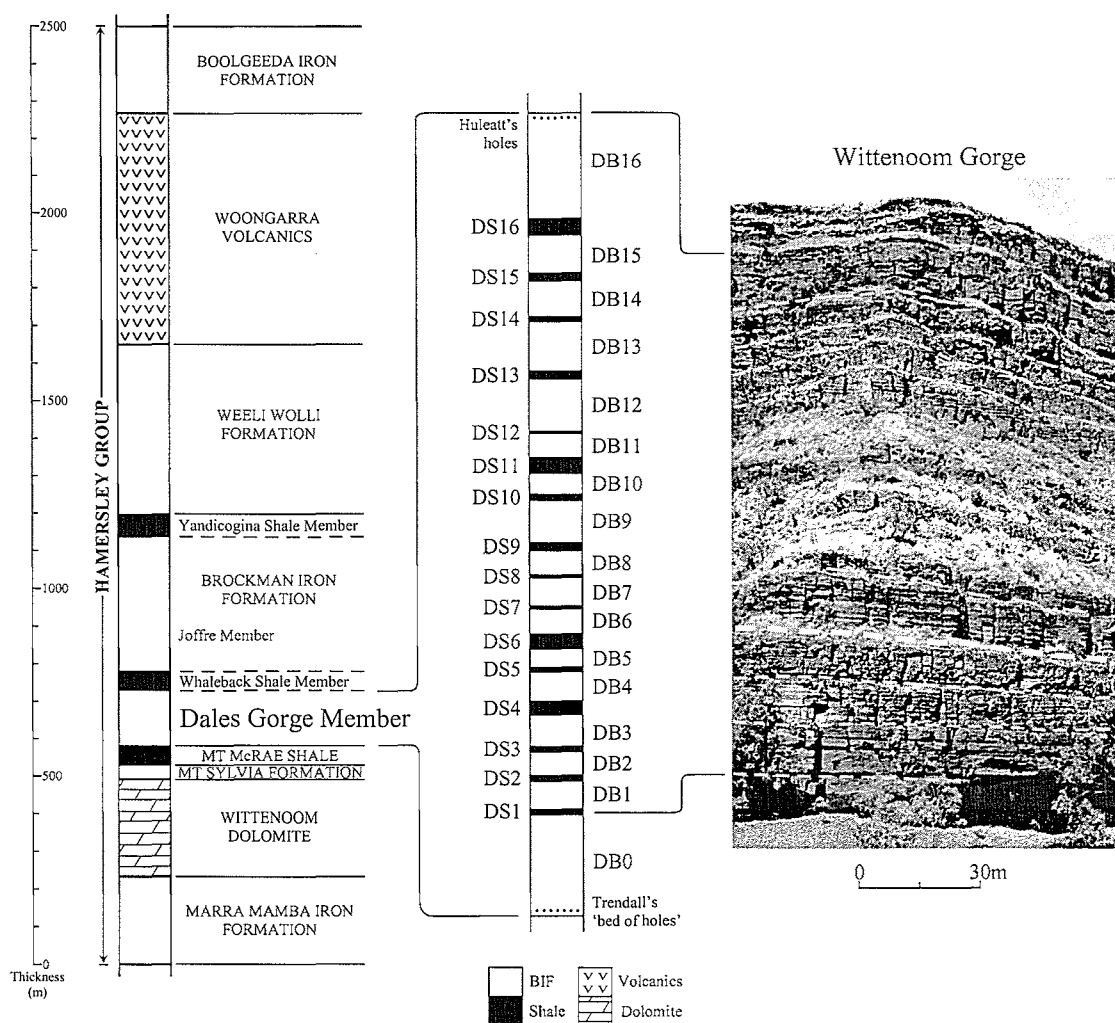 2500
2000
1500
1000
500
0
Thickness
(m)
HAMERSLEY GROUP
BOOLGEEDA IRON
FORMATION
WOONGARRA
VOLCANICS
WEELI WOLLI
FORMATION
Yandicogina Shale Member
BROCKMAN IRON
FORMATION
Joffre Member
Whaleback Shale Member
Dales Gorge Member
MT McRAE SHALE
MT SYLVIA FORMATION
WITTENOOM
DOLOMITE
MARRA MAMBA IRON
FORMATION
Huleatt's
holes
DS16
DS15
DS14
DS13
DS12
DS11
DS10
DS9
DS8
DS7
DS6
DS5
DS4
DS3
DS2
DS1
DB16
DB15
DB14
DB13
DB12
DB11
DB10
DB9
DB8
DB7
DB6
DB5
DB4
DB3
DB2
DB1
DB0
Trendall's
'bed of holes'
Wittenoom Gorge
0 30m
BIF
Volcanics
Shale
Dolomite